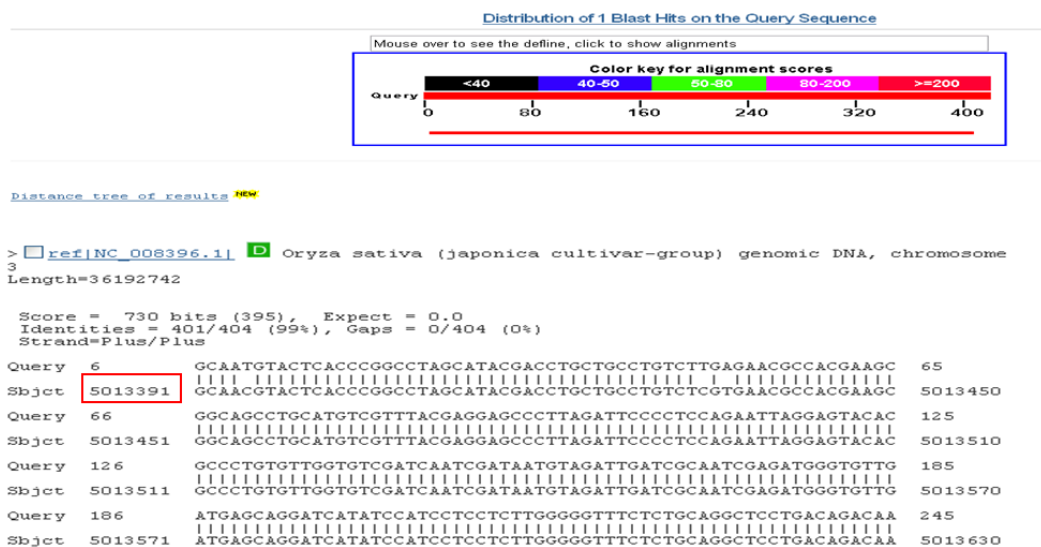 Distribution of 1 Blast Hits on the Query Sequence
Mouse over to see the defline, click to show alignments
Color key for alignment scores
<40 40-50 50-80 80-200 >=200
Query
0 80 160 240 320 400
Distance tree of results NEW
> ref|NC_008396.1| D Oryza sativa (japonica cultivar-group) genomic DNA, chromosome
3
Length=36192742
Score = 730 bits (395), Expect = 0.0
Identities = 401/404 (99%), Gaps = 0/404 (0%)
Strand=Plus/Plus
Query 6 GCAATGTACTCACCCGGCCTAGCATACGACCTGCTGCCTGTCTTGAGAACGCCACGAAGC 65
Sbjct 5013391 GCAACGTACTCACCCGGCCTAGCATACGACCTGCTGCCTGTCTCGTGAACGCCACGAAGC 5013450
Query 66 GGCAGCCTGCATGTCGTTTACGAGGAGCCCTTAGATTCCCCTCCAGAATTAGGAGTACAC 125
Sbjct 5013451 GGCAGCCTGCATGTCGTTTACGAGGAGCCCTTAGATTCCCCTCCAGAATTAGGAGTACAC 5013510
Query 126 GCCCTGTGTTGGTGTCGATCAATCGATAATGTAGATTGATCGCAATCGAGATGGGTGTTG 185
Sbjct 5013511 GCCCTGTGTTGGTGTCGATCAATCGATAATGTAGATTGATCGCAATCGAGATGGGTGTTG 5013570
Query 186 ATGAGCAGGATCATATCCATCCTCCTCTTGGGGGTTTCTCTGCAGGCTCCTGACAGACAA 245
Sbjct 5013571 ATGAGCAGGATCATATCCATCCTCCTCTTGGGGGTTTCTCTGCAGGCTCCTGACAGACAA 5013630